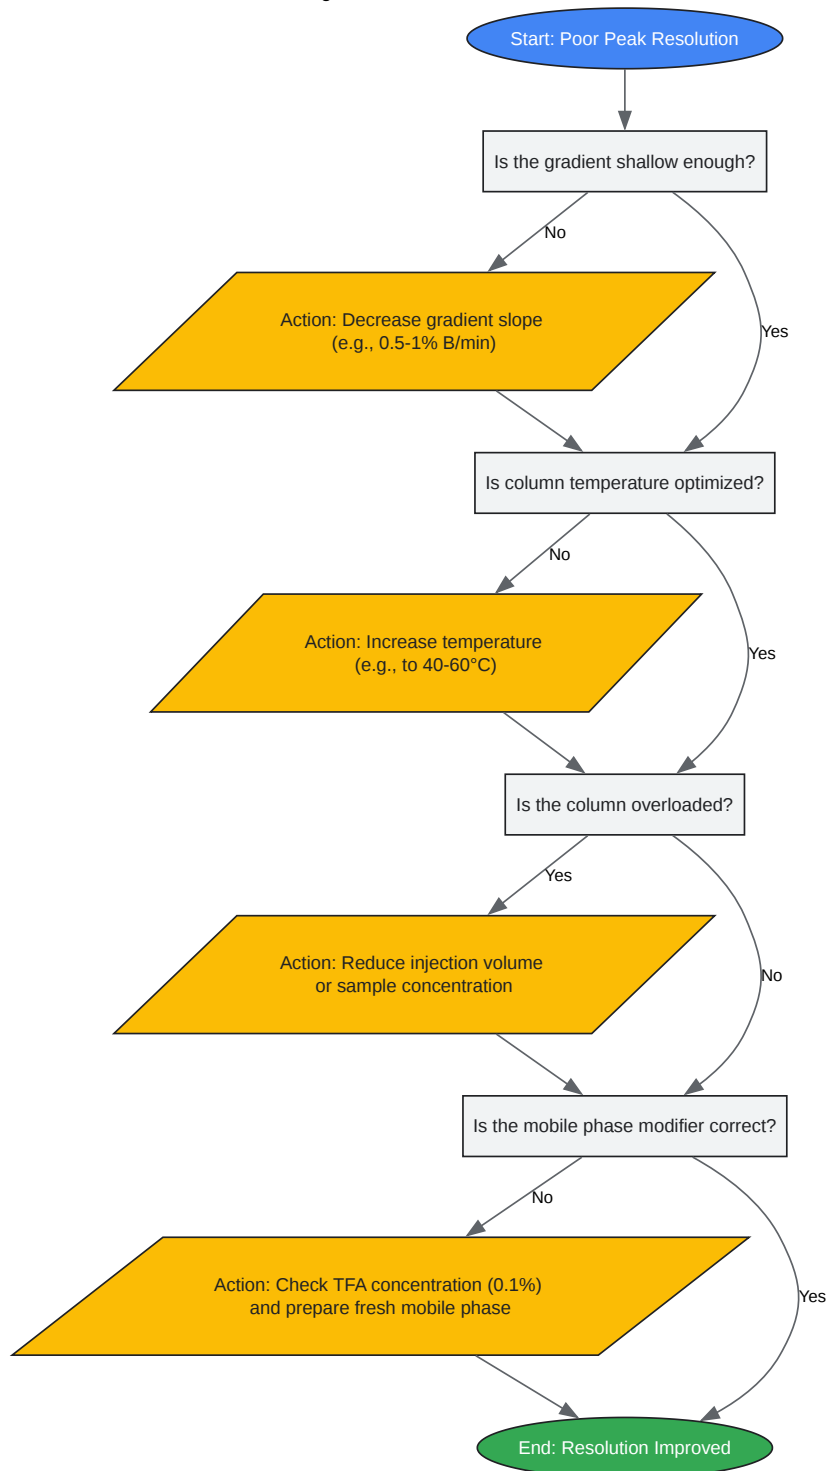 Start: Poor Peak Resolution
Is the gradient shallow enough?
No
Action: Decrease gradient slope
(e.g., 0.5-1% B/min)
Yes
Is column temperature optimized?
No
Action: Increase temperature
(e.g., to 40-60°C)
Yes
Is the column overloaded?
Yes
Action: Reduce injection volume
or sample concentration
No
Is the mobile phase modifier correct?
No
Action: Check TFA concentration (0.1%)
and prepare fresh mobile phase
Yes
End: Resolution Improved